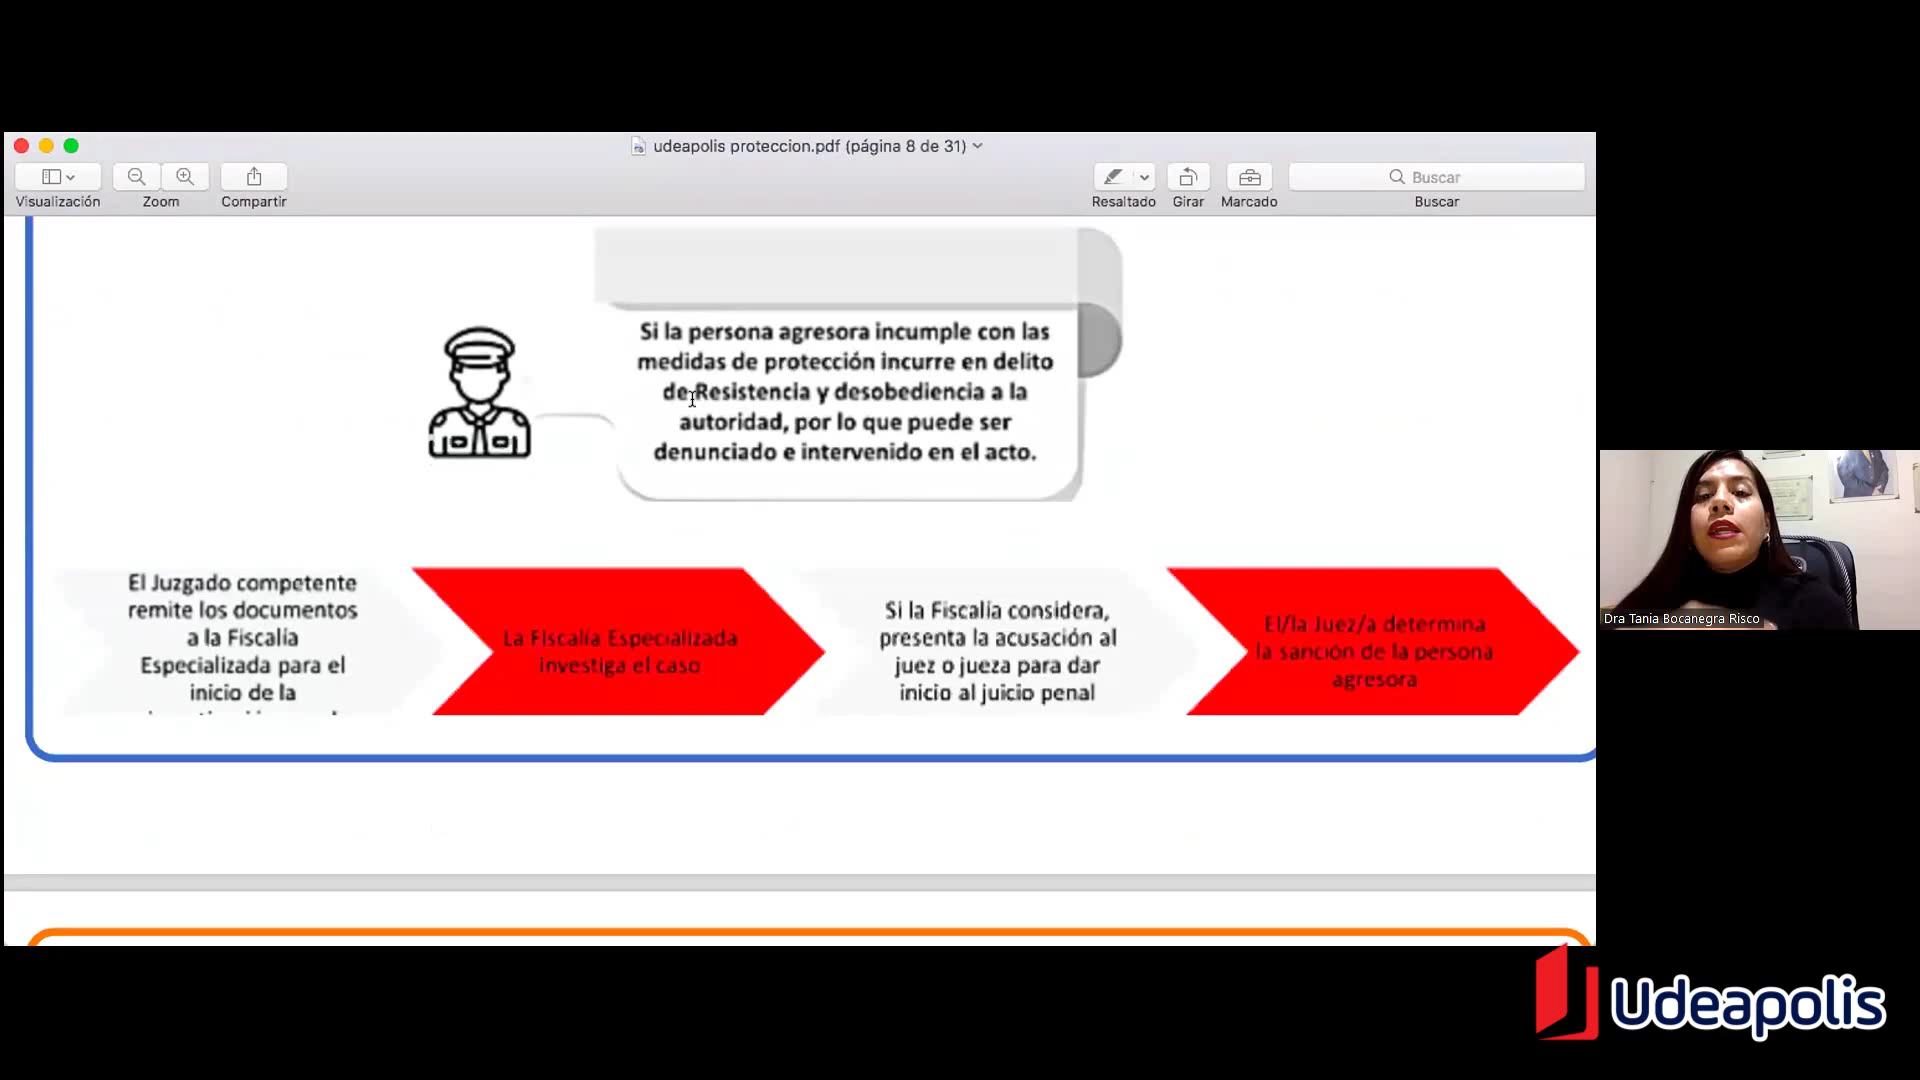 udeapolis proteccion.pdf (página 8 de 31)
Visualización
Zoom
Compartir
Resaltado
Girar
Marcado
Buscar
Buscar
Si la persona agresora incumple con las
medidas de protección incurre en delito
de Resistencia y desobediencia a la
autoridad, por lo que puede ser
denunciado e intervenido en el acto.
El Juzgado competente
remite los documentos
a la Fiscalía
Especializada para el
inicio de la
La Fiscalía Especializada
investiga el caso
Si la Fiscalía considera,
presenta la acusación al
juez o jueza para dar
inicio al juicio penal
El/la Juez/a determina
la sanción de la persona
agresora
Dra Tania Bocanegra Risco
Udeapolis